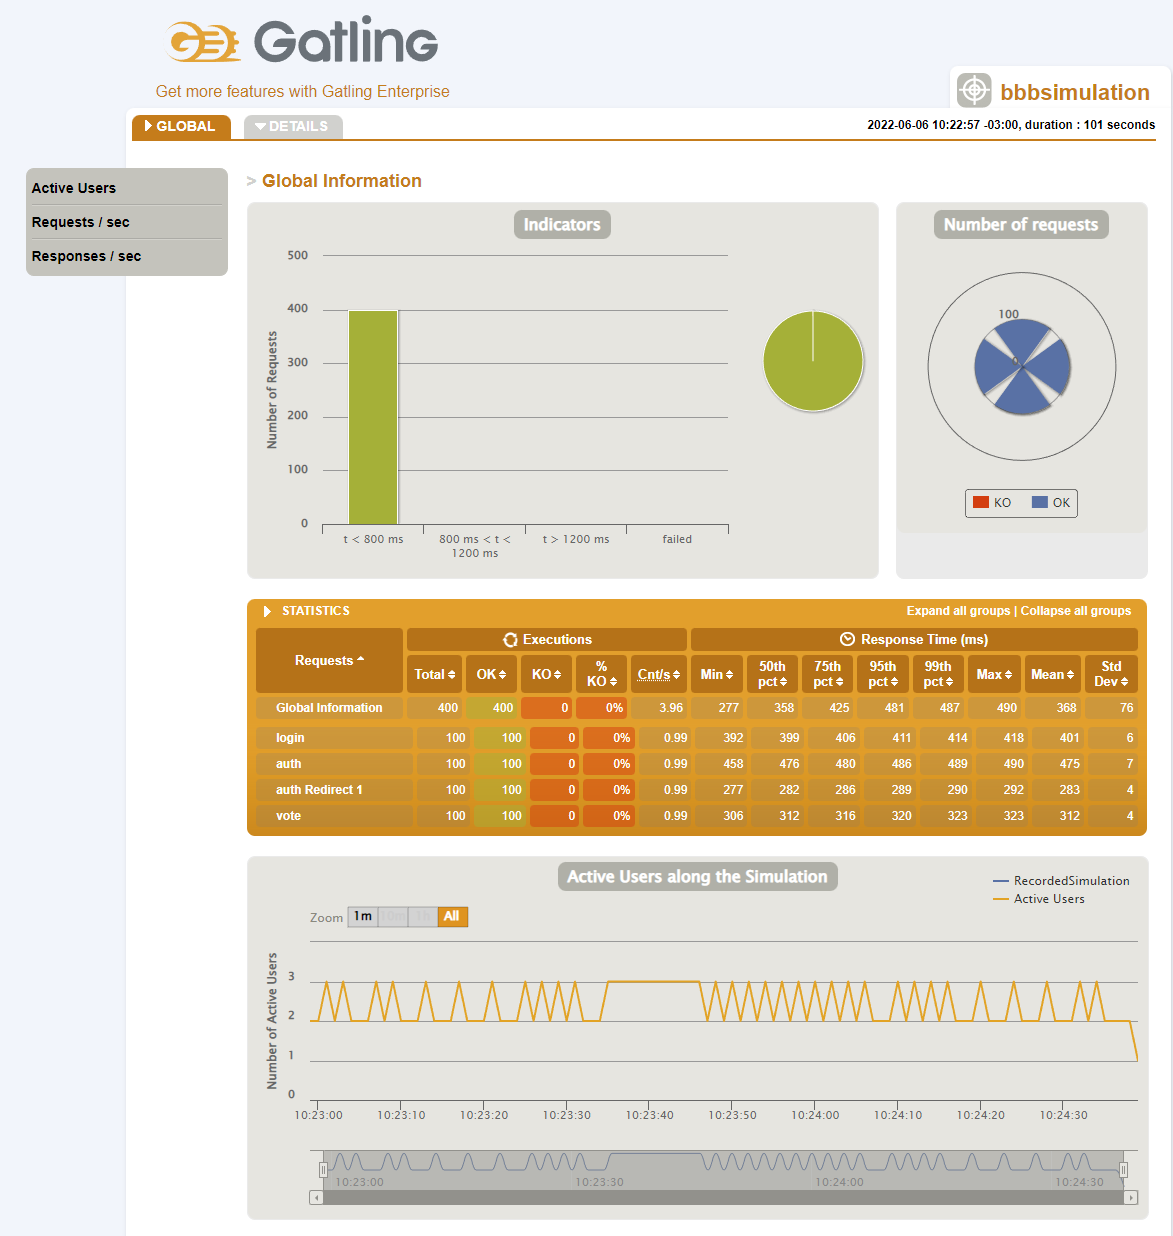 Gatling
Get more features with Gatling Enterprise
bbbsimulation
GLOBAL
DETAILS
2022-06-06 10:22:57 -03:00, duration : 101 seconds
Active Users
Requests / sec
Responses / sec
> Global Information
Indicators
Number of Requests
500
400
300
200
100
0
t < 800 ms
800 ms < t <
1200 ms
t > 1200 ms
failed
Number of requests
100
0
KO OK
STATISTICS
Expand all groups | Collapse all groups
Requests
Executions
Response Time (ms)
Total OK KO % KO Cnt/s Min 50th pct 75th pct 95th pct 99th pct Max Mean Std Dev
Global Information 400 400 0 0% 3.96 277 358 425 481 487 490 368 76
login 100 100 0 0% 0.99 392 399 406 411 414 418 401 6
auth 100 100 0 0% 0.99 458 476 480 486 489 490 475 7
auth Redirect 1 100 100 0 0% 0.99 277 282 286 289 290 292 283 4
vote 100 100 0 0% 0.99 306 312 316 320 323 323 312 4
Active Users along the Simulation
RecordedSimulation
Active Users
Zoom 1m 10m 1h All
Number of Active Users
3
2
1
0
10:23:00 10:23:10 10:23:20 10:23:30 10:23:40 10:23:50 10:24:00 10:24:10 10:24:20 10:24:30
10:23:00 10:23:30 10:24:00 10:24:30